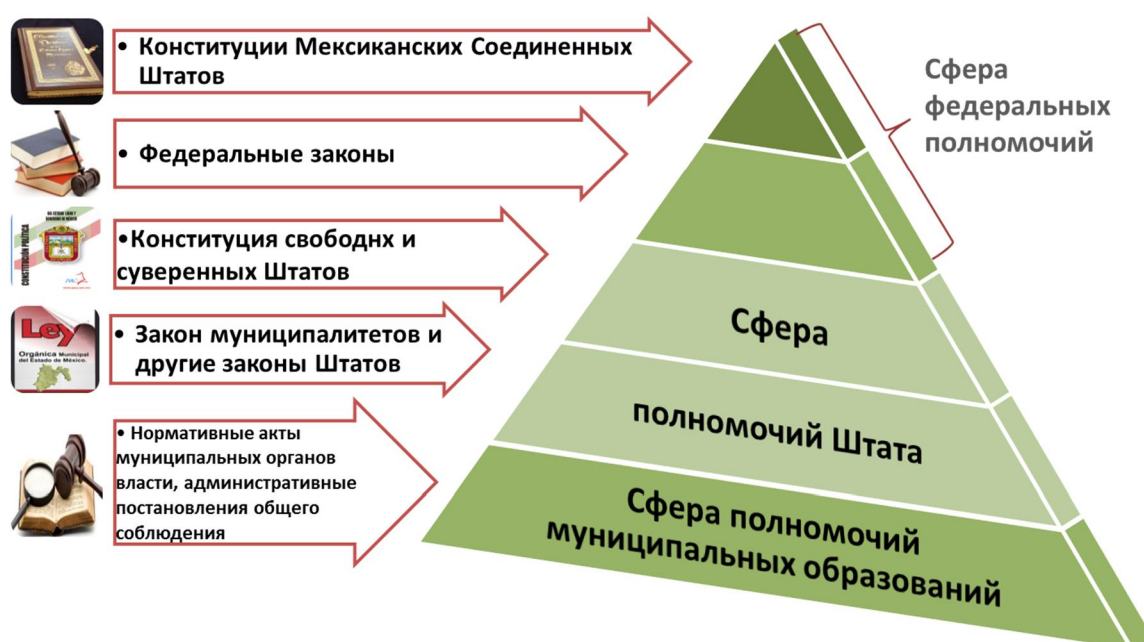 • Конституции Мексиканских Соединенных
Штатов
• Федеральные законы
CONSTITUCIÓN POLÍTICA
•Конституция свободнх и
суверенных Штатов
Ley
Orgánica Municipal
del Estado de México.
• Закон муниципалитетов и
другие законы Штатов
• Нормативные акты
муниципальных органов
власти, административные
постановления общего
соблюдения
Сфера
федеральных
полномочий
Сфера
полномочий Штата
Сфера полномочий
муниципальных образований